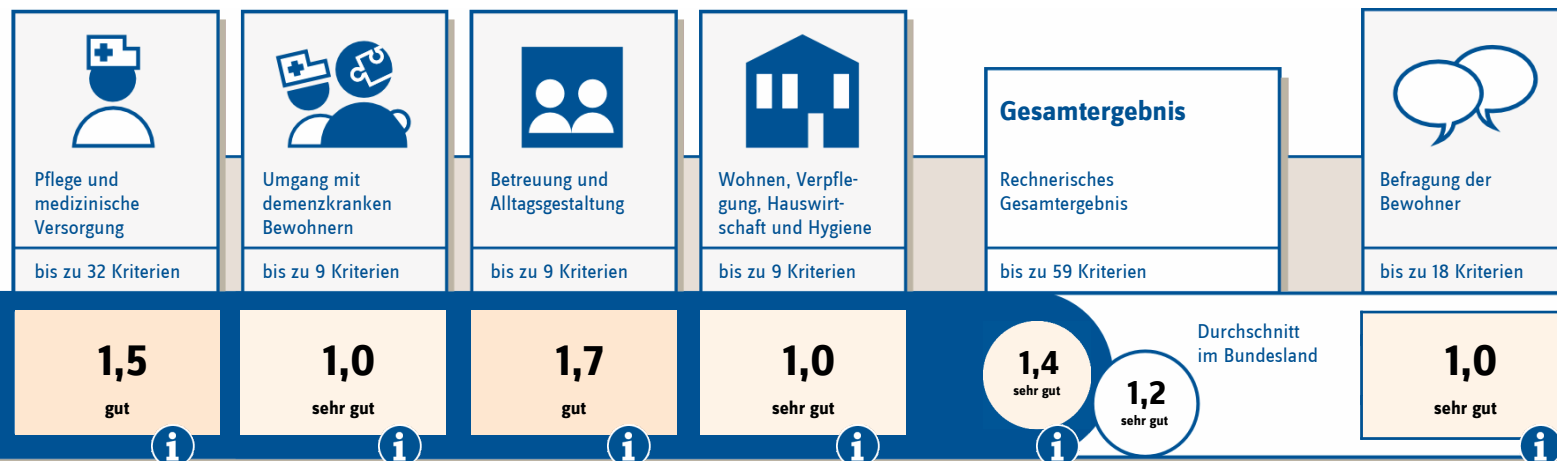 Pflege und
medizinische
Versorgung
bis zu 32 Kriterien
1,5
gut
Umgang mit
demenzkranken
Bewohnern
bis zu 9 Kriterien
1,0
sehr gut
Betreuung und
Alltagsgestaltung
bis zu 9 Kriterien
1,7
gut
Wohnen, Verpfle-
gung, Hauswirt-
schaft und Hygiene
bis zu 9 Kriterien
1,0
sehr gut
Gesamtergebnis
Rechnerisches
Gesamtergebnis
bis zu 59 Kriterien
1,4
sehr gut
1,2
sehr gut
Durchschnitt
im Bundesland
Befragung der
Bewohner
bis zu 18 Kriterien
1,0
sehr gut
i
i
i
i
i
i